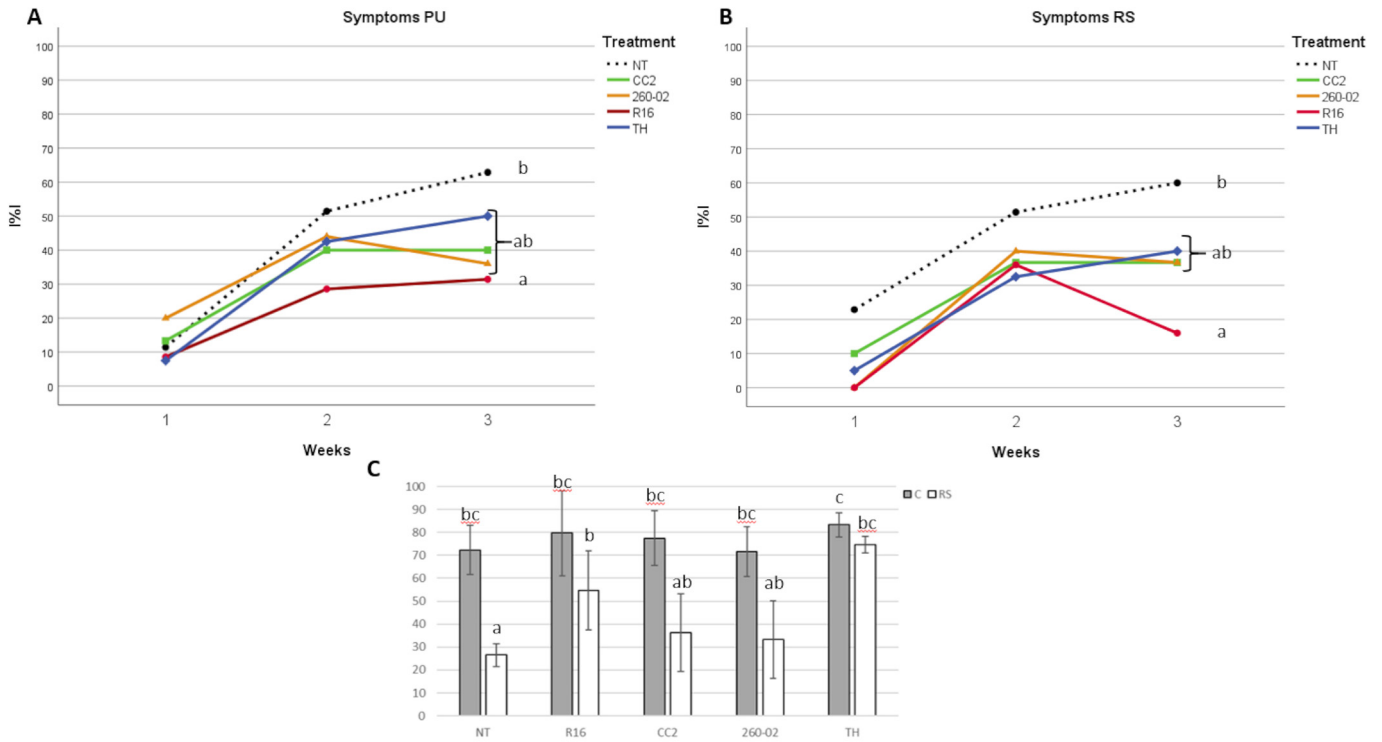 A
Symptoms PU
100
90
80
70
60
50
40
30
20
10
0
I%I
1 2 3
Weeks
Treatment
NT
CC2
260-02
R16
TH
b
ab
a
B
Symptoms RS
100
90
80
70
60
50
40
30
20
10
0
I%I
1 2 3
Weeks
Treatment
NT
CC2
260-02
R16
TH
b
ab
a
C
100
90
80
70
60
50
40
30
20
10
0
bc
a
bc
b
bc
ab
bc
ab
c
bc
C RS
NT R16 CC2 260-02 TH